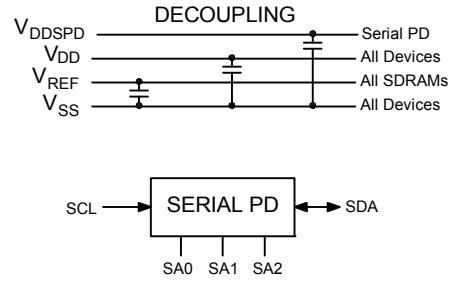 DECOUPLING
VDDSPD Serial PD
VDD All Devices
VREF All SDRAMs
VSS All Devices
SCL SERIAL PD SDA
SA0 SA1 SA2